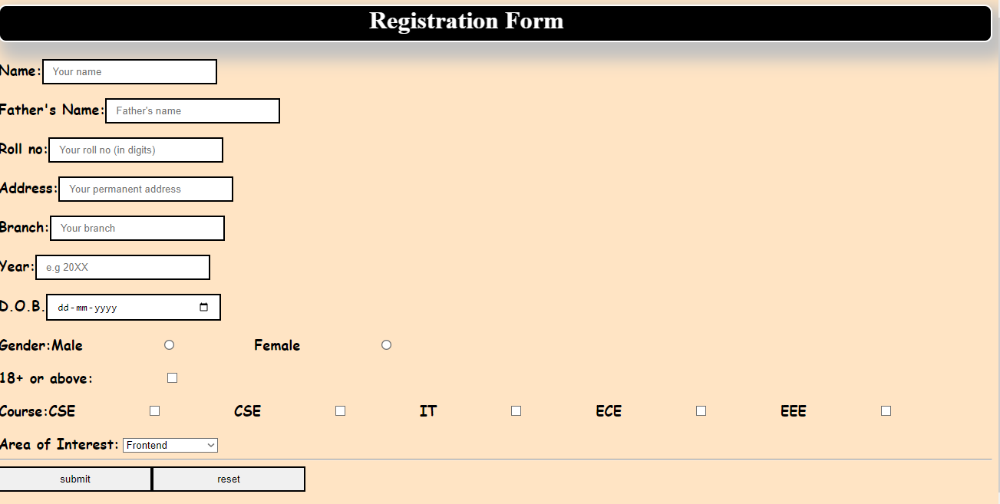 Registration Form
Name: Your name
Father's Name: Father's name
Roll no: Your roll no (in digits)
Address: Your permanent address
Branch: Your branch
Year: e.g 20XX
D.O.B. dd-mm-yyyy
Gender:Male Female
18+ or above:
Course:CSE CSE IT ECE EEE
Area of Interest: Frontend
submit reset